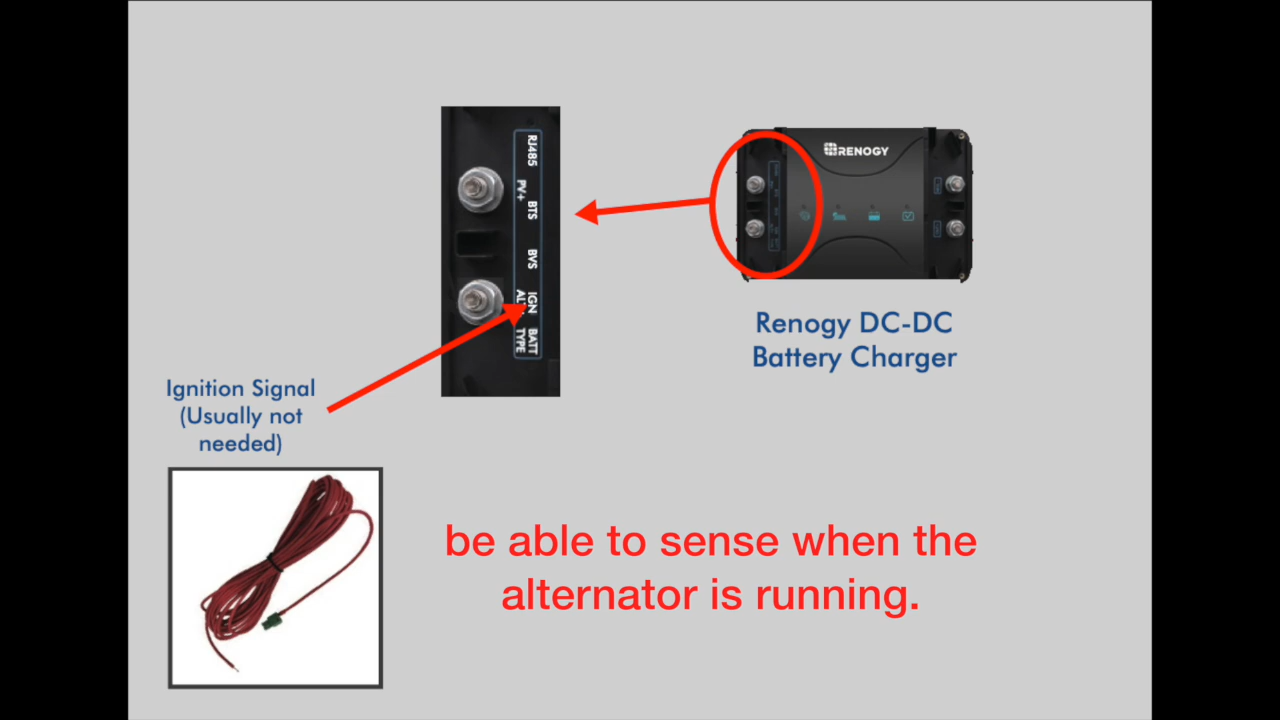 RJ485
PV+
BTS
BVS
IGN
BATT
TYPE
RENOGY
Renogy DC-DC
Battery Charger
Ignition Signal
(Usually not
needed)
be able to sense when the
alternator is running.